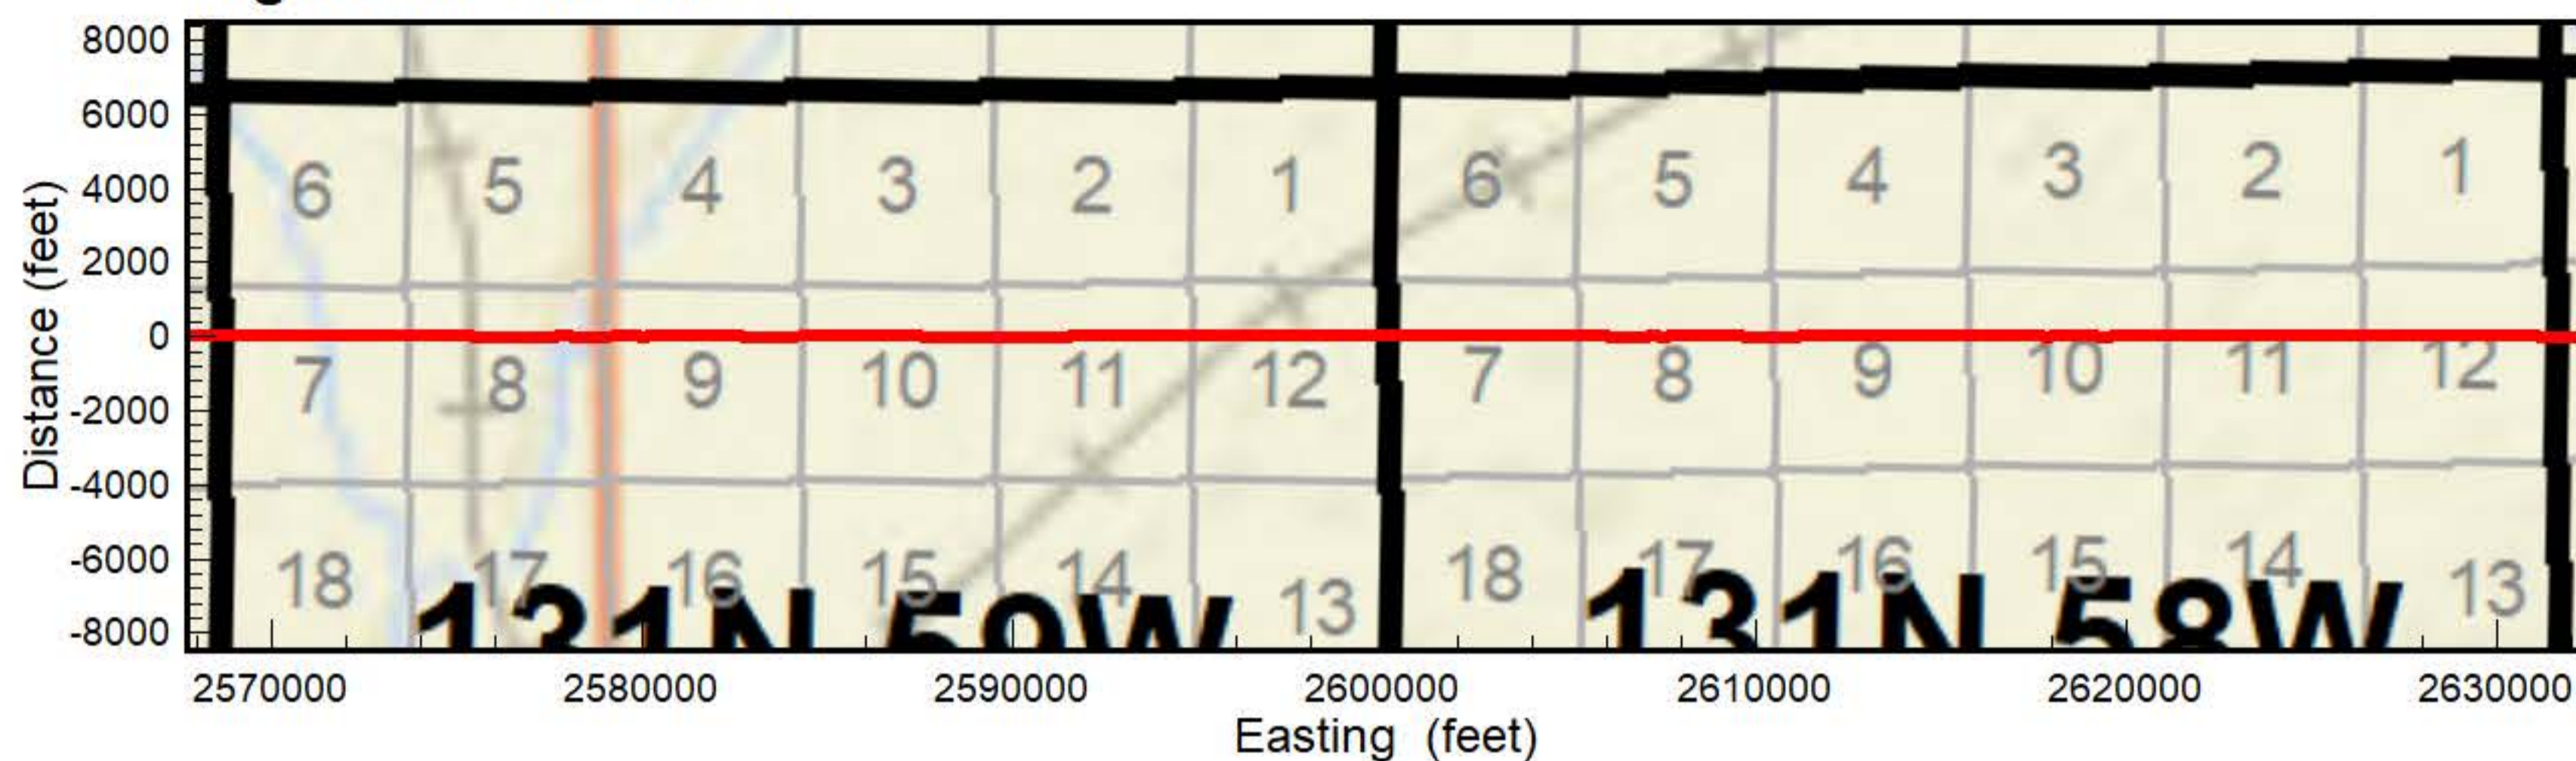 8000
6000
4000
2000
0
-2000
-4000
-6000
-8000
Distance (feet)
6 5 4 3 2 1 6 5 4 3 2 1
7 8 9 10 11 12 7 8 9 10 11 12
18 17 16 15 14 13 18 17 16 15 14 13
131N 59W 131N 58W
2570000 2580000 2590000 2600000 2610000 2620000 2630000
Easting (feet)